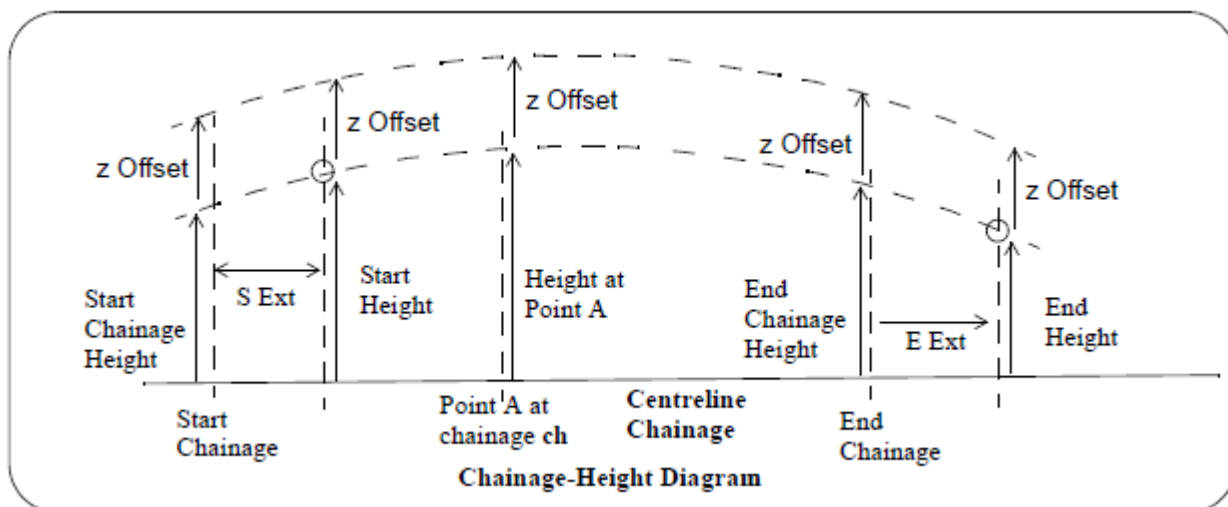 z Offset
z Offset
z Offset
z Offset
z Offset
S Ext
Start
Height
Height at
Point A
Start
Chainage
Height
End
Chainage
Height
E Ext
End
Height
Start
Chainage
Point A at
chainage ch
Centreline
Chainage
End
Chainage
Chainage-Height Diagram